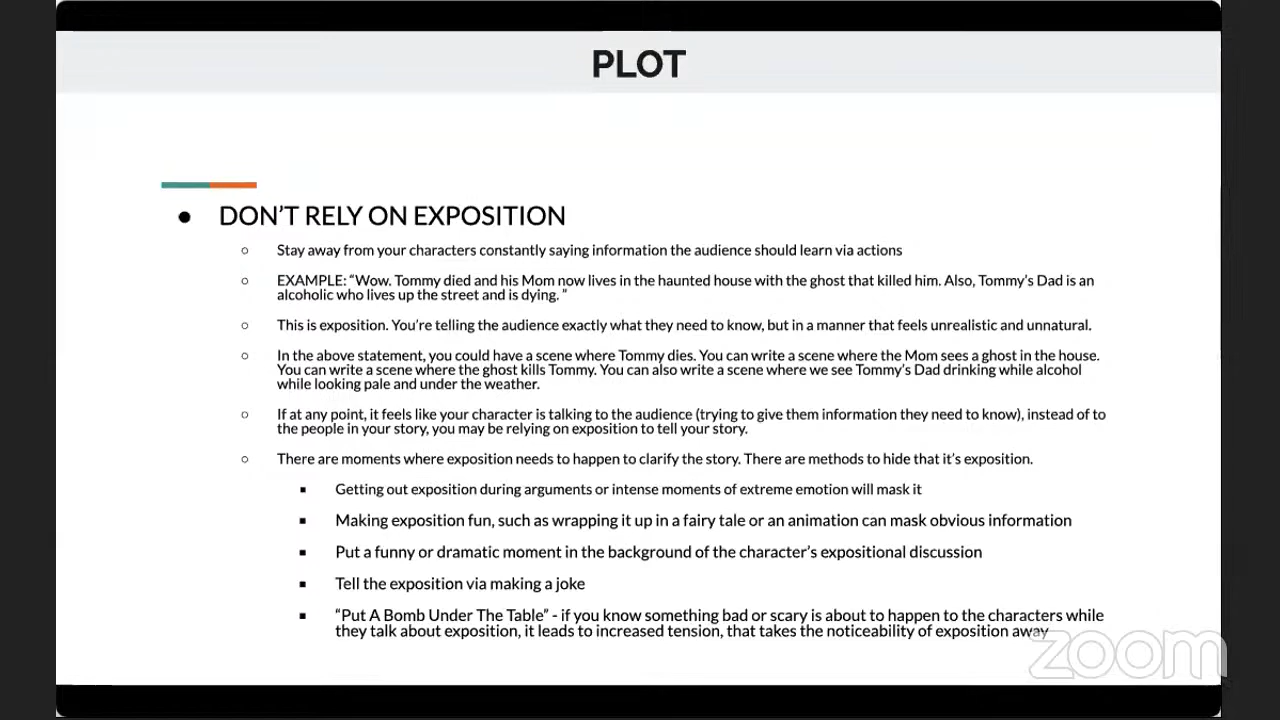 PLOT
● DON'T RELY ON EXPOSITION
○ Stay away from your characters constantly saying information the audience should learn via actions
○ EXAMPLE: “Wow. Tommy died and his Mom now lives in the haunted house with the ghost that killed him. Also, Tommy's Dad is an
alcoholic who lives up the street and is dying. ”
○ This is exposition. You're telling the audience exactly what they need to know, but in a manner that feels unrealistic and unnatural.
○ In the above statement, you could have a scene where Tommy dies. You can write a scene where the Mom sees a ghost in the house.
You can write a scene where the ghost kills Tommy. You can also write a scene where we see Tommy's Dad drinking while alcohol
while looking pale and under the weather.
○ If at any point, it feels like your character is talking to the audience (trying to give them information they need to know), instead of to
the people in your story, you may be relying on exposition to tell your story.
○ There are moments where exposition needs to happen to clarify the story. There are methods to hide that it's exposition.
■ Getting out exposition during arguments or intense moments of extreme emotion will mask it
■ Making exposition fun, such as wrapping it up in a fairy tale or an animation can mask obvious information
■ Put a funny or dramatic moment in the background of the character's expositional discussion
■ Tell the exposition via making a joke
■ “Put A Bomb Under The Table” - if you know something bad or scary is about to happen to the characters while
they talk about exposition, it leads to increased tension, that takes the noticeability of exposition away
zoom